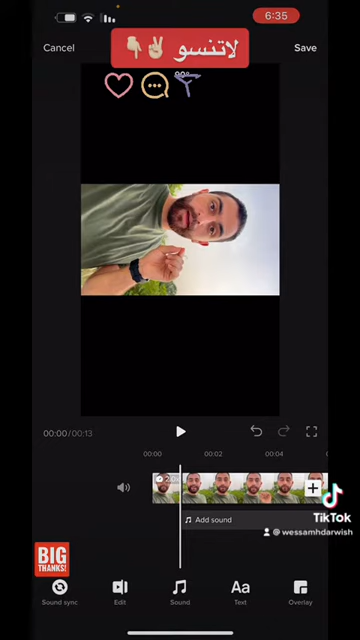 6:35
Cancel
لاتنسو ✌🏼👇🏼
Save
00:00/00:13
00:00
00:02
00:04
Add sound
TikTok
@wessamhdarwish
BIG
THANKS!
Sound sync
Edit
Sound
Text
Overlay
Aa